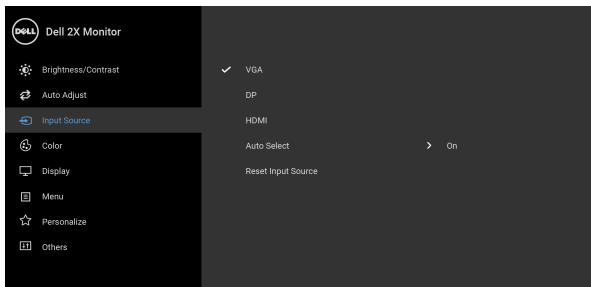 DELL Dell 2X Monitor
Brightness/Contrast VGA
Auto Adjust DP
Input Source HDMI
Color Auto Select On
Display Reset Input Source
Menu
Personalize
Others